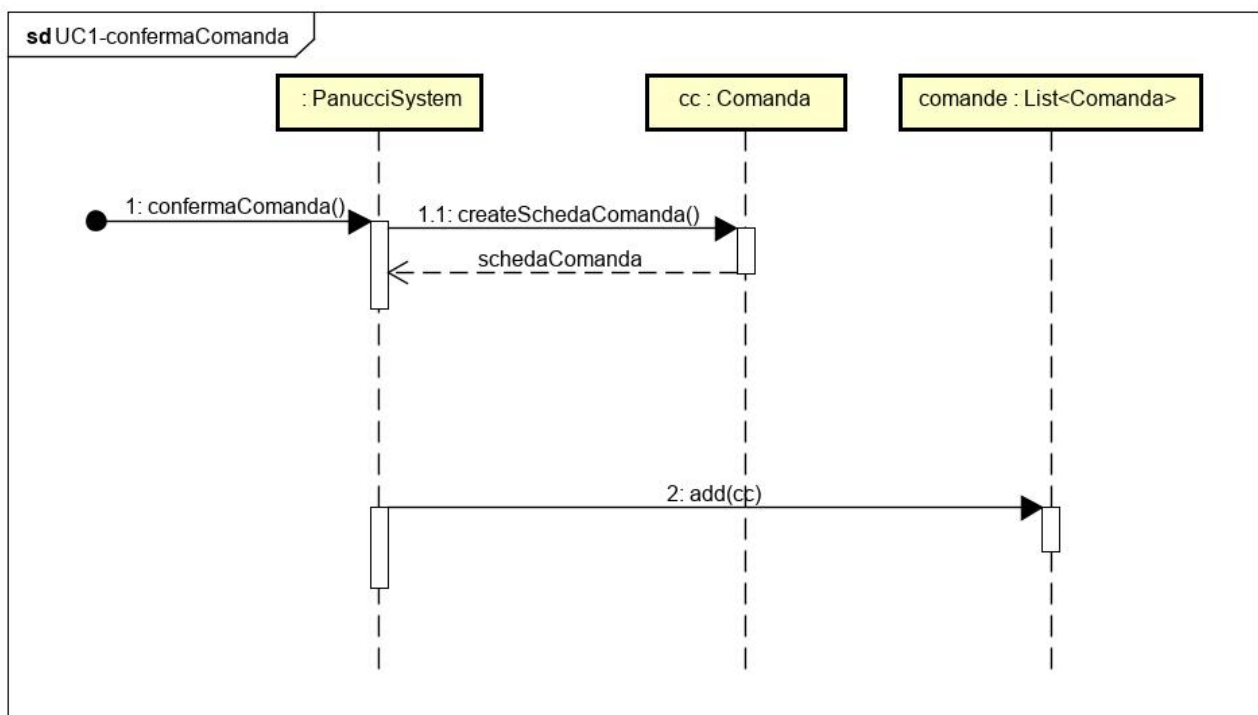 sd UC1-confermaComanda
: PanucciSystem
cc : Comanda
comande : List<Comanda>
1: confermaComanda()
1.1: createSchedaComanda()
schedaComanda
2: add(cc)